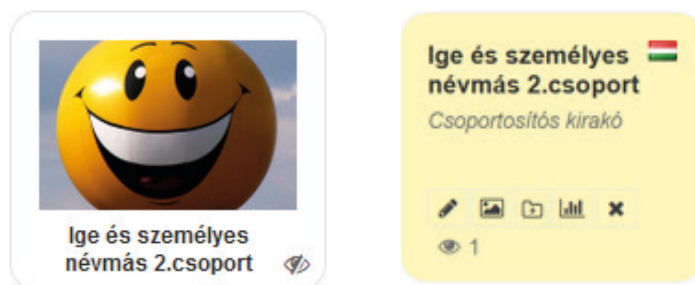 Ige és személyes
névmás 2.csoport
Ige és személyes
névmás 2.csoport
Csoportosítós kirakó
1